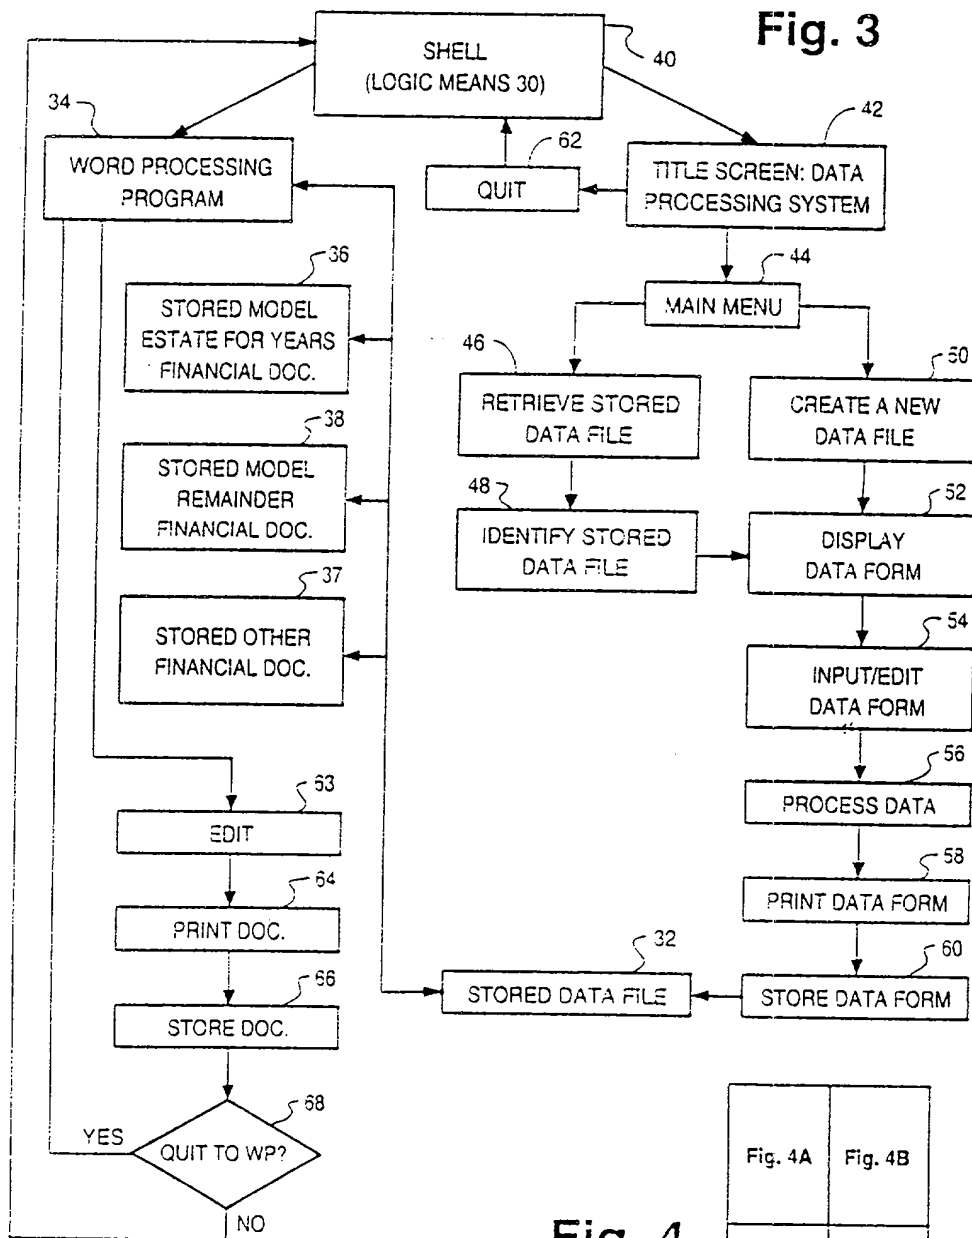 Fig. 3
SHELL
(LOGIC MEANS 30)
40
34
WORD PROCESSING
PROGRAM
62
QUIT
42
TITLE SCREEN: DATA
PROCESSING SYSTEM
44
MAIN MENU
36
STORED MODEL
ESTATE FOR YEARS
FINANCIAL DOC.
46
RETRIEVE STORED
DATA FILE
50
CREATE A NEW
DATA FILE
38
STORED MODEL
REMAINDER
FINANCIAL DOC.
48
IDENTIFY STORED
DATA FILE
52
DISPLAY
DATA FORM
37
STORED OTHER
FINANCIAL DOC.
54
INPUT/EDIT
DATA FORM
56
PROCESS DATA
63
EDIT
58
PRINT DATA FORM
64
PRINT DOC.
32
STORED DATA FILE
60
STORE DATA FORM
66
STORE DOC.
68
QUIT TO WP?
YES
NO
Fig. 4A
Fig. 4B
Fig. 4